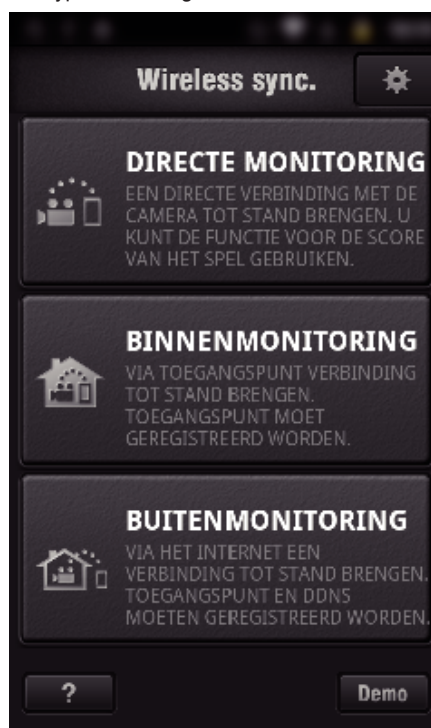 Wireless sync.
DIRECTE MONITORING
EEN DIRECTE VERBINDING MET DE
CAMERA TOT STAND BRENGEN. U
KUNT DE FUNCTIE VOOR DE SCORE
VAN HET SPEL GEBRUIKEN.
BINNENMONITORING
VIA TOEGANGSPUNT VERBINDING
TOT STAND BRENGEN.
TOEGANGSPUNT MOET
GEREGISTREERD WORDEN.
BUITENMONITORING
VIA HET INTERNET EEN
VERBINDING TOT STAND BRENGEN.
TOEGANGSPUNT EN DDNS
MOETEN GEREGISTREERD WORDEN.
? Demo